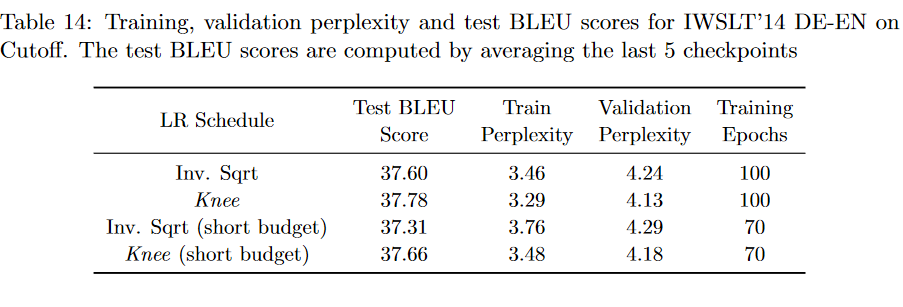 Table 14: Training, validation perplexity and test BLEU scores for IWSLT'14 DE-EN on
Cutoff. The test BLEU scores are computed by averaging the last 5 checkpoints
LR Schedule Test BLEU Score Train Perplexity Validation Perplexity Training Epochs
Inv. Sqrt 37.60 3.46 4.24 100
Knee 37.78 3.29 4.13 100
Inv. Sqrt (short budget) 37.31 3.76 4.29 70
Knee (short budget) 37.66 3.48 4.18 70